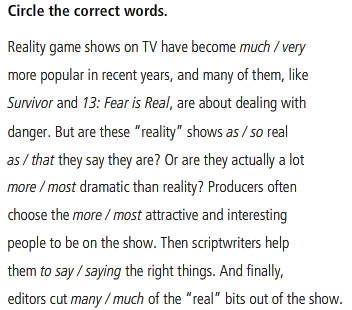 Circle the correct words.
Reality game shows on TV have become much / very
more popular in recent years, and many of them, like
Survivor and 13: Fear is Real, are about dealing with
danger. But are these “reality” shows as / so real
as / that they say they are? Or are they actually a lot
more / most dramatic than reality? Producers often
choose the more / most attractive and interesting
people to be on the show. Then scriptwriters help
them to say / saying the right things. And finally,
editors cut many / much of the “real” bits out of the show.